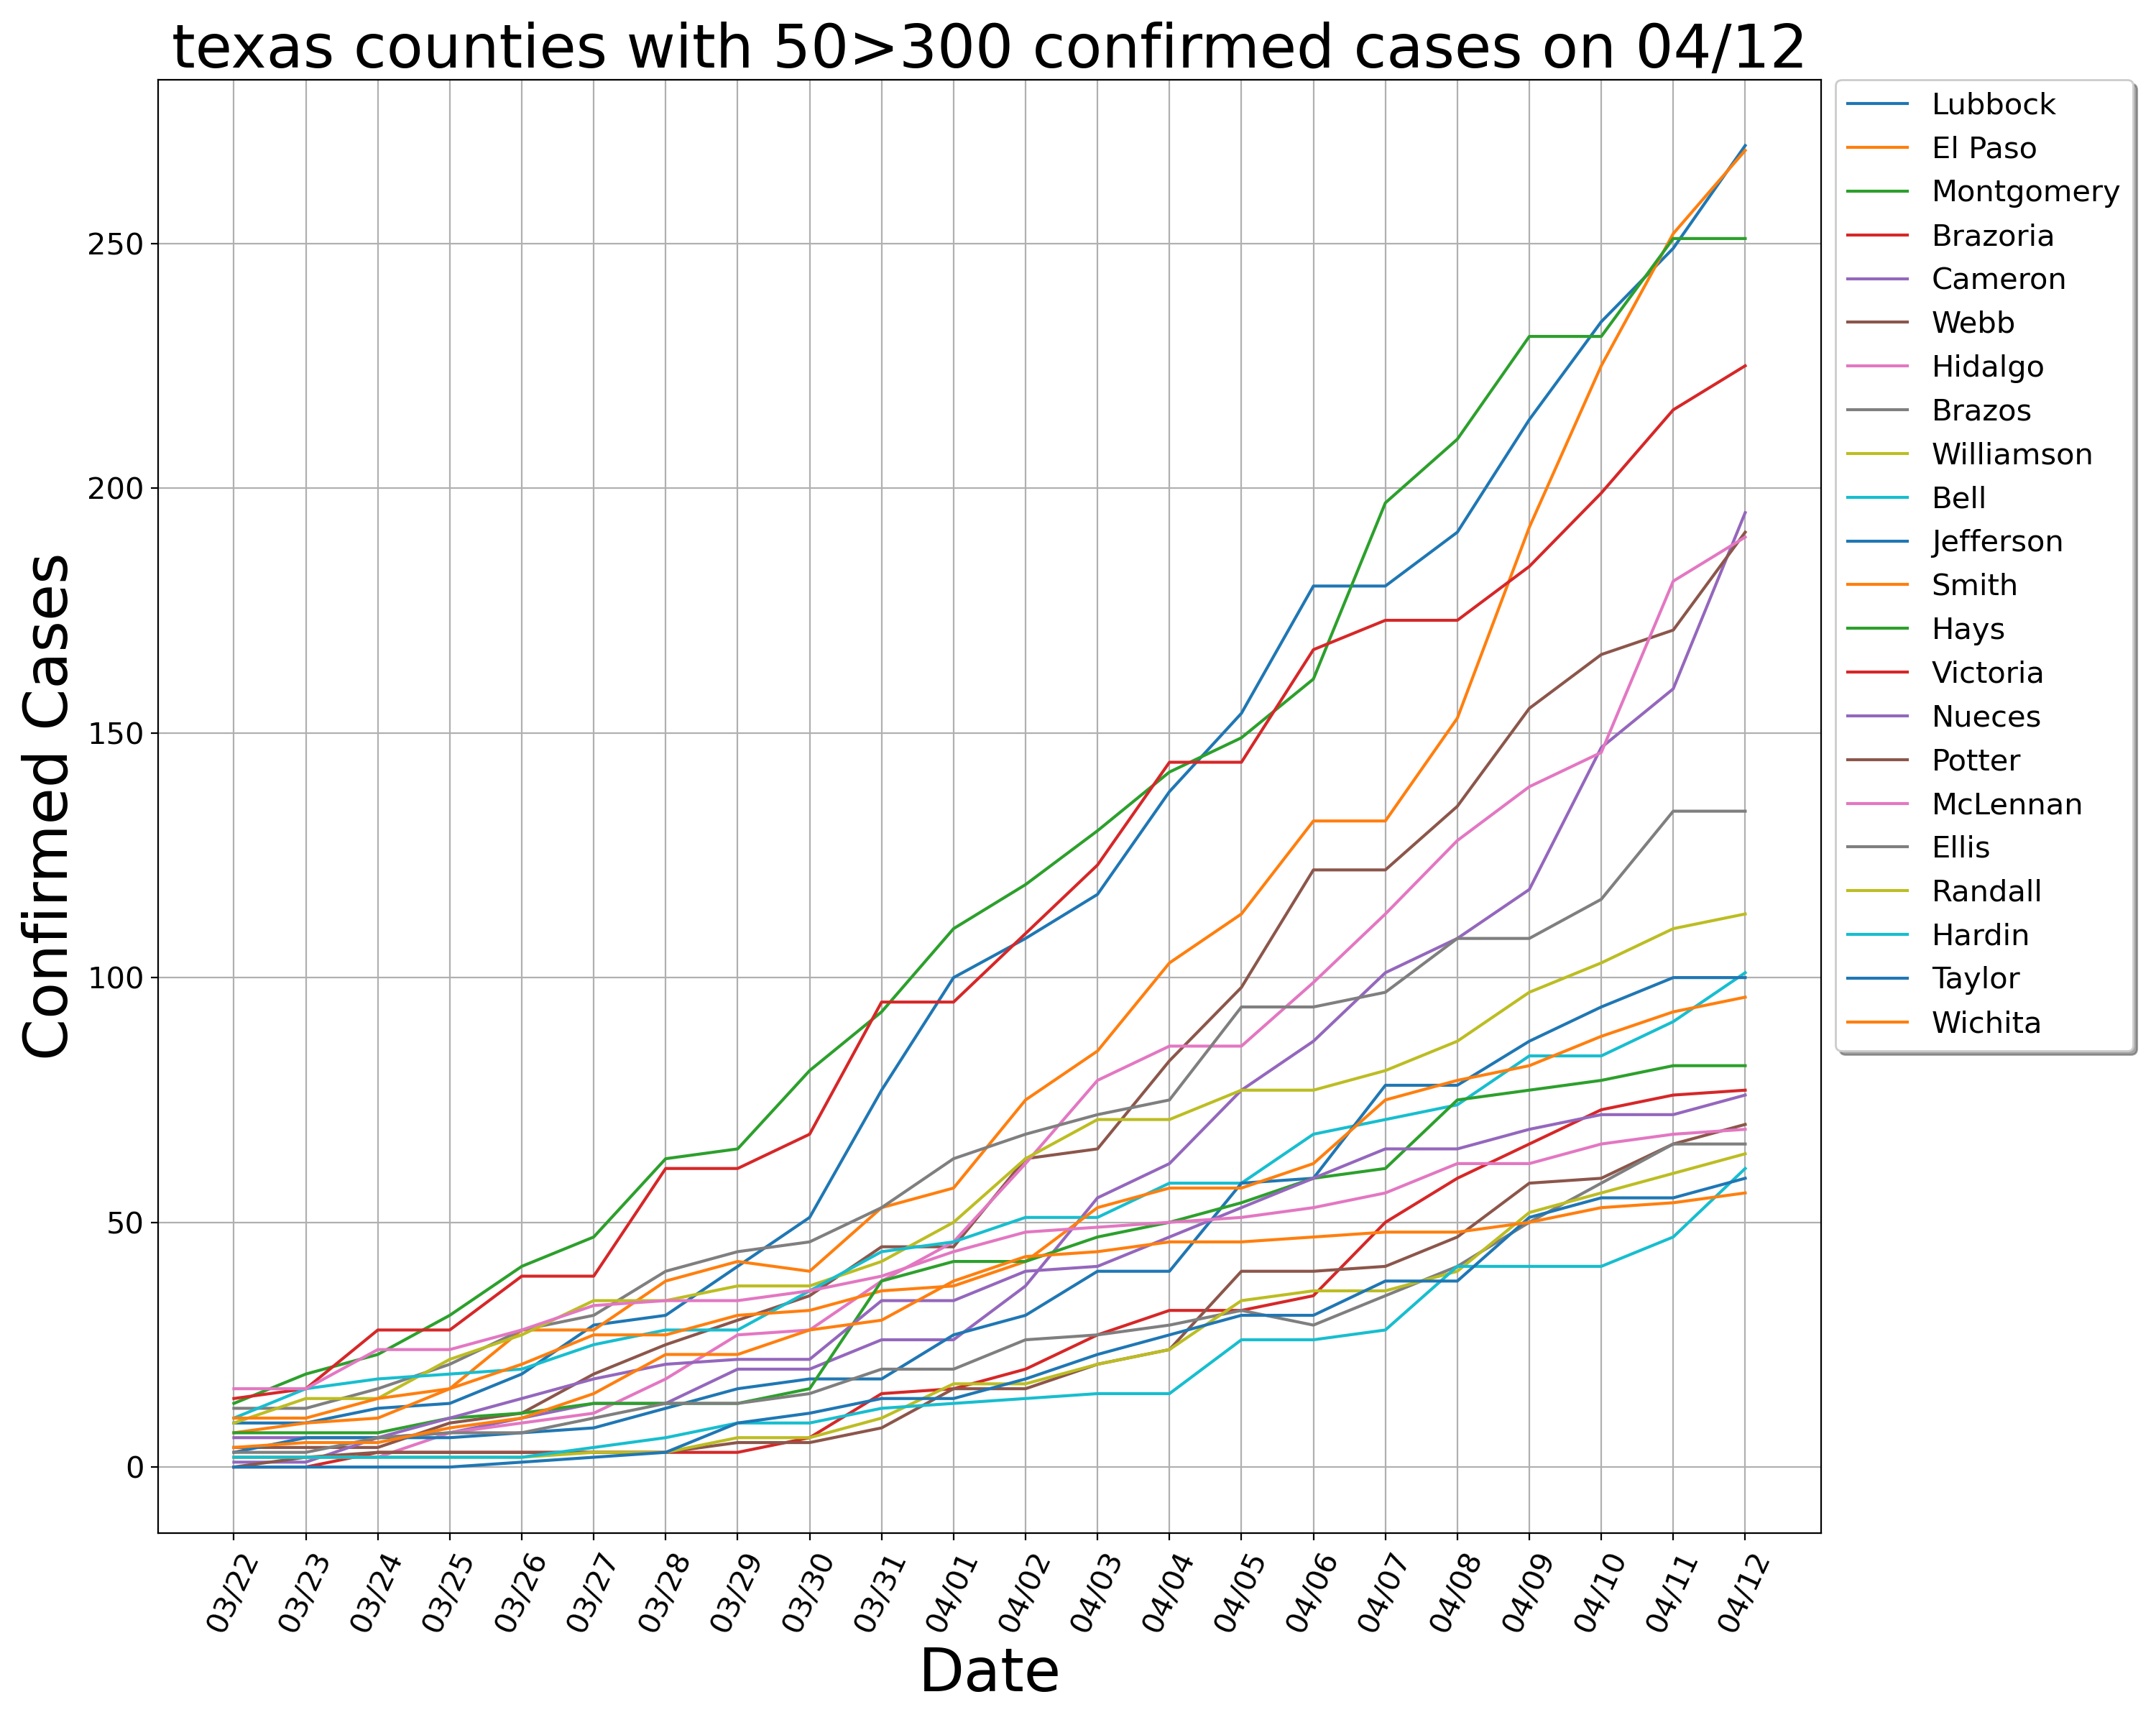 texas counties with 50>300 confirmed cases on 04/12
Confirmed Cases
250
200
150
100
50
0
03/22
03/23
03/24
03/25
03/26
03/27
03/28
03/29
03/30
03/31
04/01
04/02
04/03
04/04
04/05
04/06
04/07
04/08
04/09
04/10
04/11
04/12
Date
Lubbock
El Paso
Montgomery
Brazoria
Cameron
Webb
Hidalgo
Brazos
Williamson
Bell
Jefferson
Smith
Hays
Victoria
Nueces
Potter
McLennan
Ellis
Randall
Hardin
Taylor
Wichita